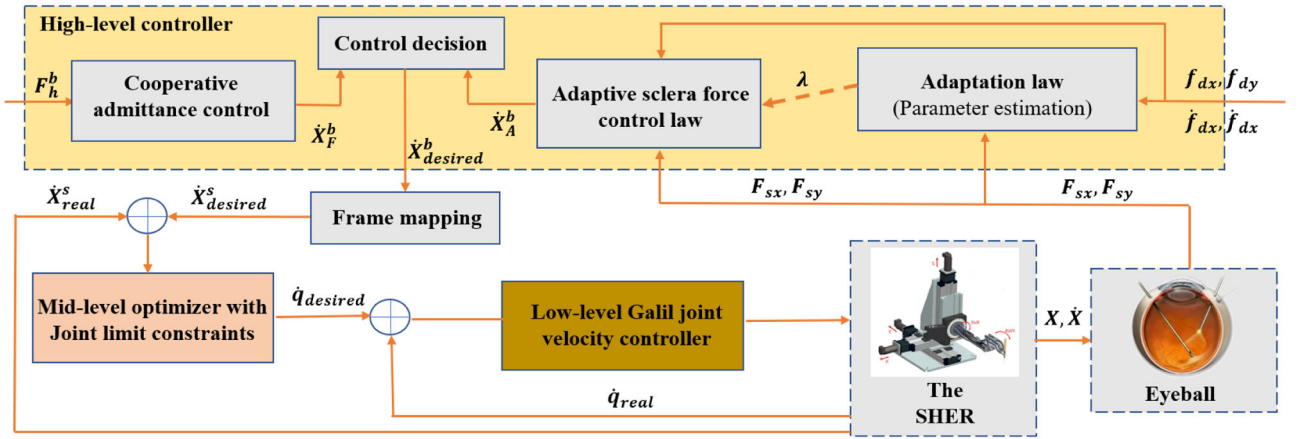 High-level controller
F_h^b
Cooperative
admittance control
Ẋ_F^b
Control decision
Ẋ_desired^b
Ẋ_A^b
Adaptive sclera force
control law
λ
Adaptation law
(Parameter estimation)
f_dx, f_dy
ḟ_dx, ḟ_dx
F_sx, F_sy
F_sx, F_sy
Ẋ_real^s
Ẋ_desired^s
Frame mapping
Mid-level optimizer with
Joint limit constraints
q̇_desired
Low-level Galil joint
velocity controller
q̇_real
The
SHER
X, Ẋ
Eyeball